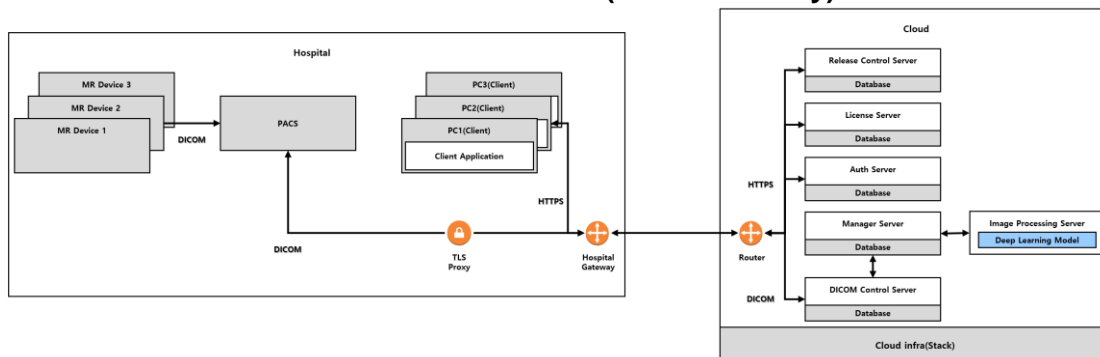 Hospital
MR Device 3
MR Device 2
MR Device 1
DICOM
PACS
PC3(Client)
PC2(Client)
PC1(Client)
Client Application
HTTPS
DICOM
TLS
Proxy
Hospital
Gateway
Cloud
Release Control Server
Database
License Server
Database
Auth Server
Database
HTTPS
Manager Server
Database
Image Processing Server
Deep Learning Model
Router
DICOM
DICOM Control Server
Database
Cloud infra(Stack)